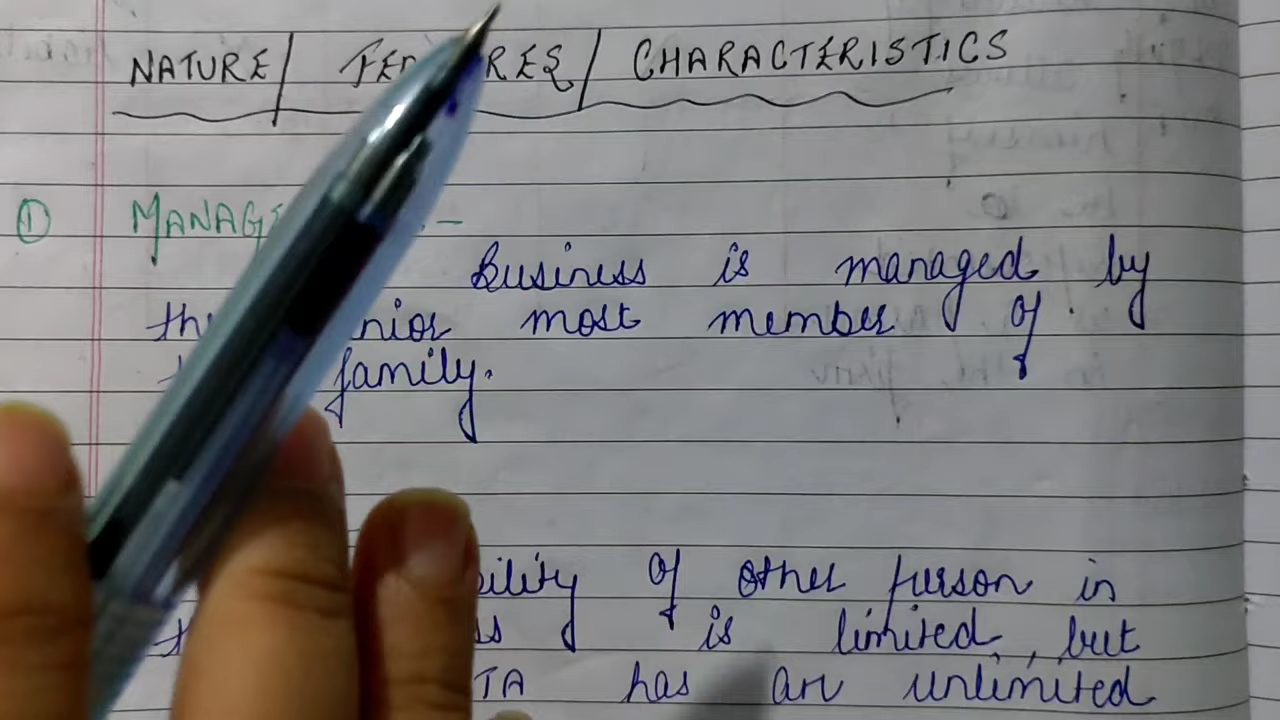 NATURE / / CHARACTERISTICS
①
Business is managed by
most member of
family.
of other person in
is limited, but
has an unlimited